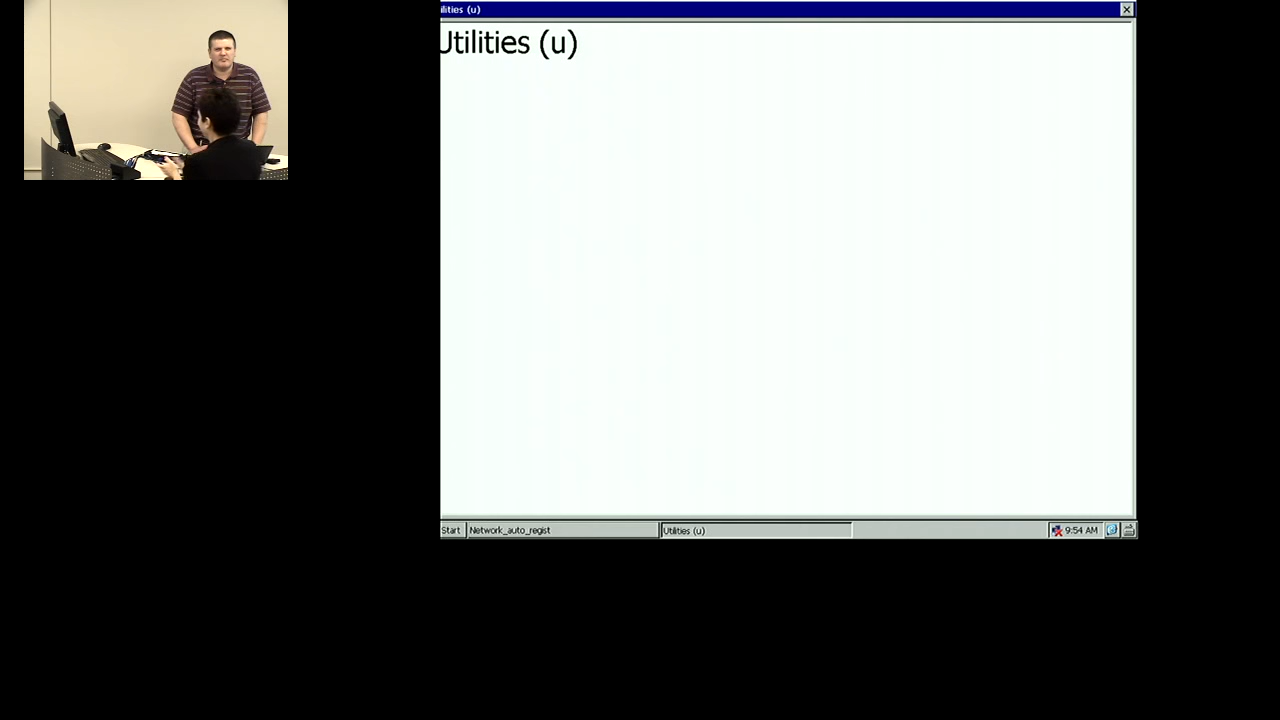 ilities (u)
Utilities (u)
Start Network_auto_regist Utilities (u) 9:54 AM